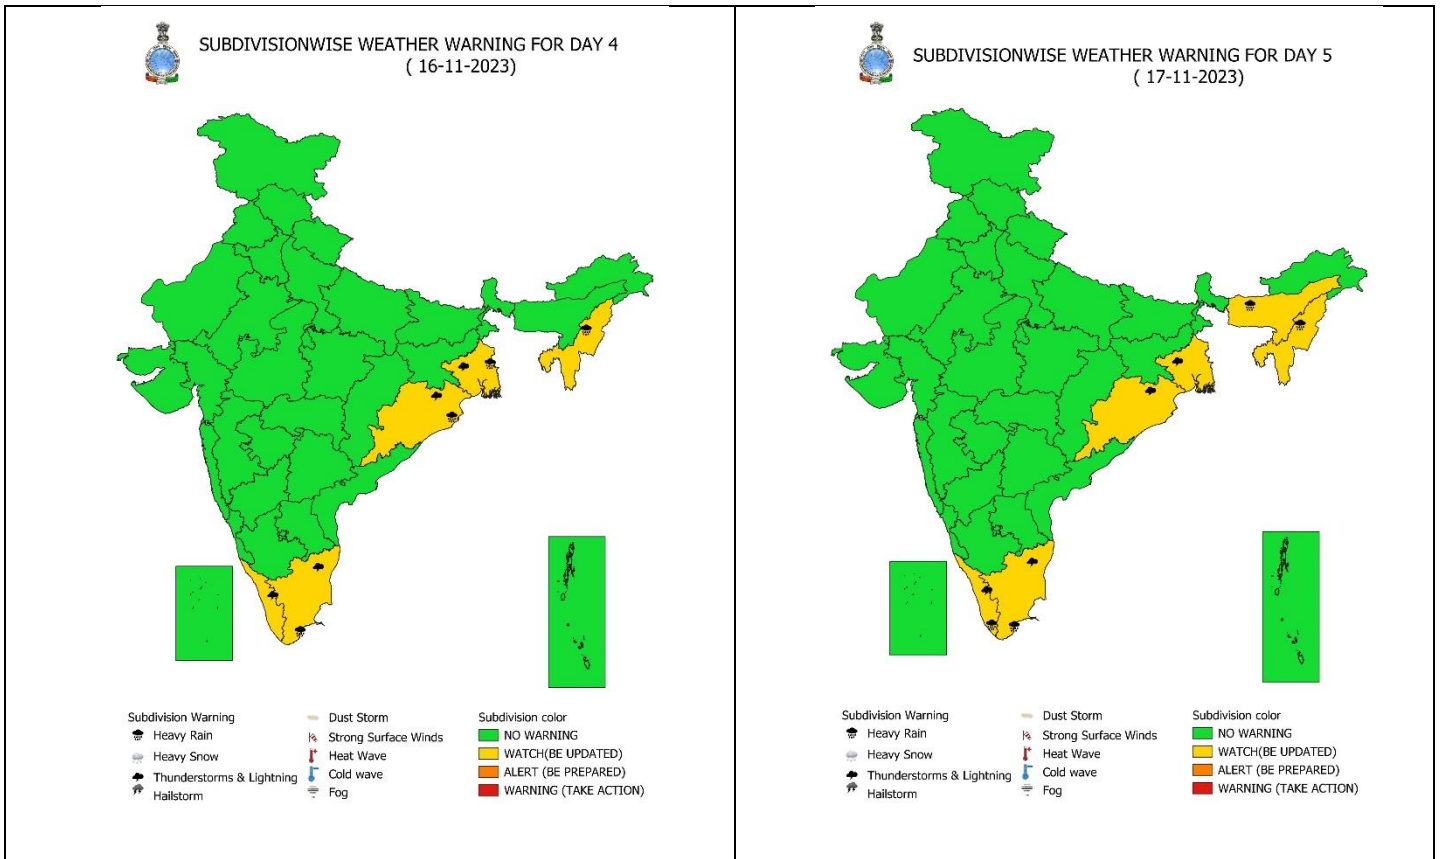 SUBDIVISIONWISE WEATHER WARNING FOR DAY 4
( 16-11-2023)
Subdivision Warning
Heavy Rain
Heavy Snow
Thunderstorms & Lightning
Hailstorm
Dust Storm
Strong Surface Winds
Heat Wave
Cold wave
Fog
Subdivision color
NO WARNING
WATCH(BE UPDATED)
ALERT (BE PREPARED)
WARNING (TAKE ACTION)
SUBDIVISIONWISE WEATHER WARNING FOR DAY 5
( 17-11-2023)
Subdivision Warning
Heavy Rain
Heavy Snow
Thunderstorms & Lightning
Hailstorm
Dust Storm
Strong Surface Winds
Heat Wave
Cold wave
Fog
Subdivision color
NO WARNING
WATCH(BE UPDATED)
ALERT (BE PREPARED)
WARNING (TAKE ACTION)